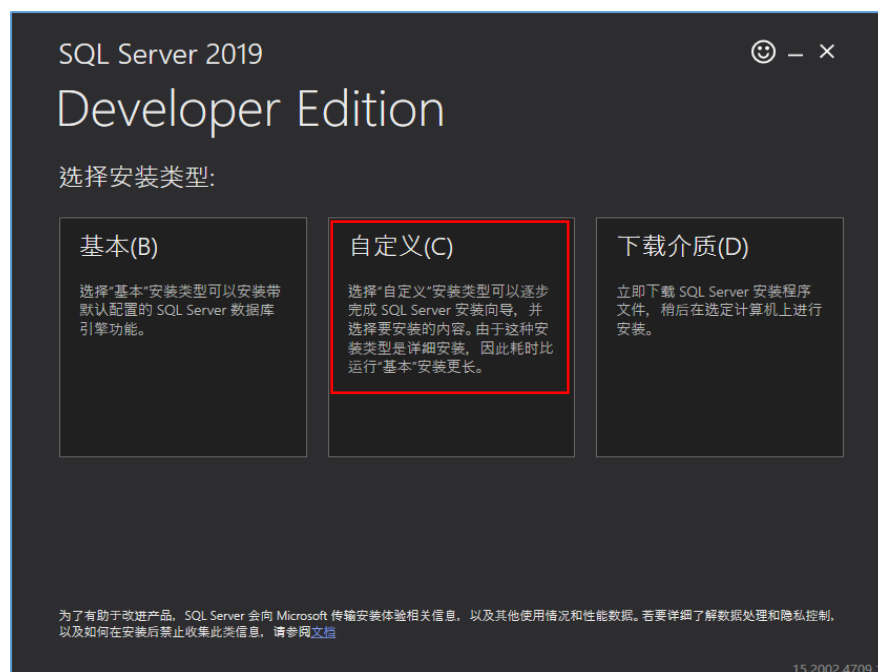 SQL Server 2019
Developer Edition
选择安装类型:
基本(B)
选择“基本”安装类型可以安装带
默认配置的 SQL Server 数据库
引擎功能。
自定义(C)
选择“自定义”安装类型可以逐步
完成 SQL Server 安装向导，并
选择要安装的内容。由于这种安
装类型是详细安装，因此耗时比
运行“基本”安装更长。
下载介质(D)
立即下载 SQL Server 安装程序
文件，稍后在选定计算机上进行
安装。
为了有助于改进产品，SQL Server 会向 Microsoft 传输安装体验相关信息，以及其他使用情况和性能数据。若要详细了解数据处理和隐私控制，
以及如何在安装后禁止收集此类信息，请参阅文档
15.2002.4709.